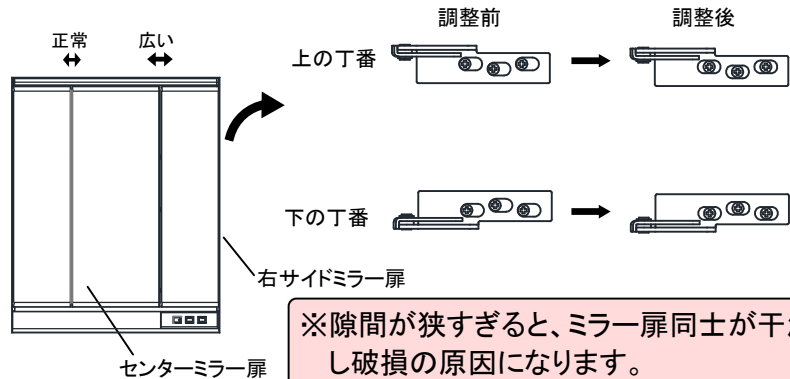 調整前
調整後
正常
広い
上の丁番
下の丁番
右サイドミラー扉
センターミラー扉
※隙間が狭すぎると、ミラー扉同士が干
し破損の原因になります。